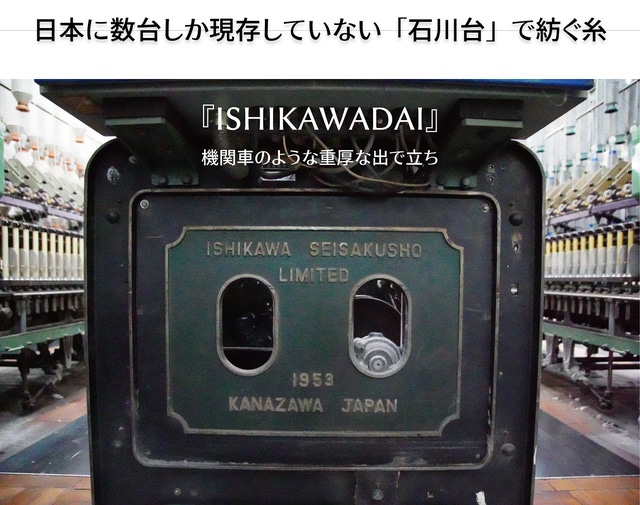 日本に数台しか現存していない「石川台」で紡ぐ糸
『ISHIKAWADAI』
機関車のような重厚な出で立ち
ISHIKAWA SEISAKUSHO
LIMITED
1953
KANAZAWA JAPAN